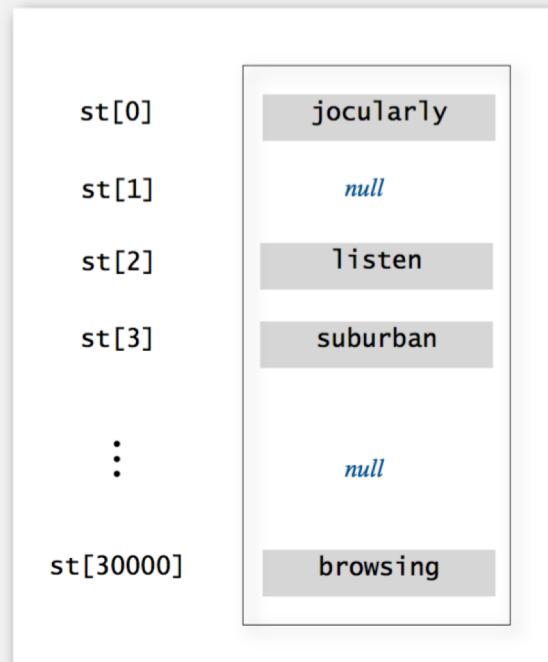 st[0] jocularly
st[1] null
st[2] listen
st[3] suburban
⋮ null
st[30000] browsing